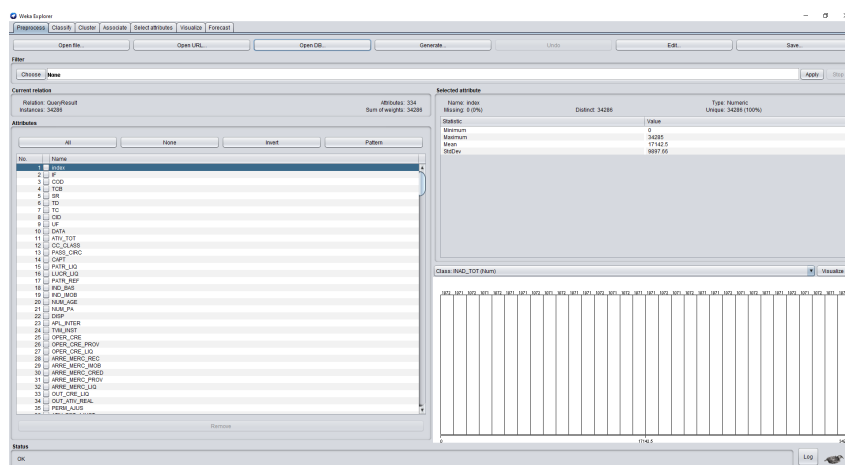 Weka Explorer
Preprocess Classify Cluster Associate Select attributes Visualize Forecast
Open file... Open URL... Open DB... Generate... Undo Edit... Save...
Filter
Choose None Apply Stop
Current relation
Relation: QueryResult Attributes: 334
Instances: 34286 Sum of weights: 34286
Attributes
All None Invert Pattern
No. Name
1 index
2 IF
3 COD
4 TCB
5 SR
6 TD
7 TC
8 CID
9 UF
10 DATA
11 ATIV_TOT
12 CC_CLASS
13 PASS_CIRC
14 CAPT
15 PATR_LIQ
16 LUCR_LIQ
17 PATR_REF
18 IND_BAS
19 IND_IMOB
20 NUM_AGE
21 NUM_PA
22 DISP
23 APL_INTER
24 TVM_INST
25 OPER_CRE
26 OPER_CRE_PROV
27 OPER_CRE_LIQ
28 ARRE_MERC_REC
29 ARRE_MERC_IMOB
30 ARRE_MERC_CRED
31 ARRE_MERC_PROV
32 ARRE_MERC_LIQ
33 OUT_CRE_LIQ
34 OUT_ATIV_REAL
35 PERM_AJUS
Remove
Selected attribute
Name: index Type: Numeric
Missing: 0 (0%) Distinct: 34286 Unique: 34286 (100%)
Statistic Value
Minimum 0
Maximum 34285
Mean 17142.5
StdDev 9897.66
Class: INAD_TOT (Num) Visualize
0 17142.5
Status
OK Log